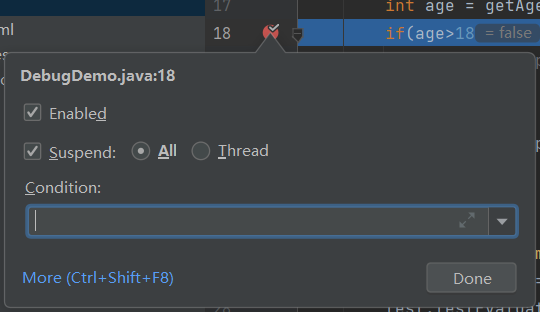 17 int age = getAge
ml
18 if(age>18 = false
DebugDemo.java:18
Enabled
Suspend: All Thread
Condition:
More (Ctrl+Shift+F8) Done